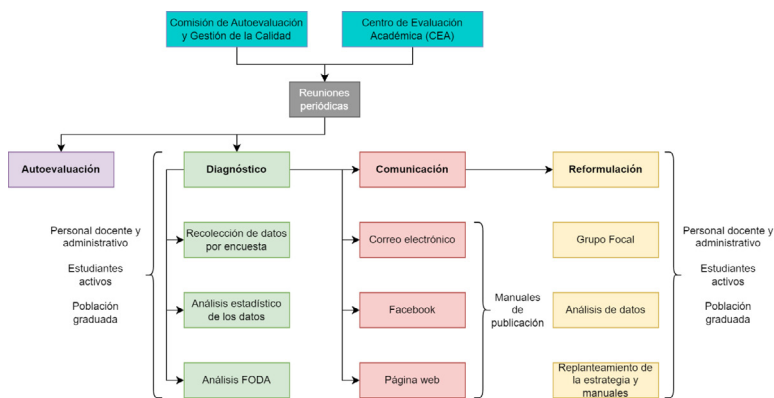 Comisión de Autoevaluación
y Gestión de la Calidad
Centro de Evaluación
Académica (CEA)
Reuniones
periódicas
Autoevaluación
Diagnóstico
Comunicación
Reformulación
Personal docente y
administrativo
Estudiantes
activos
Población
graduada
Recolección de datos
por encuesta
Análisis estadístico
de los datos
Análisis FODA
Correo electrónico
Facebook
Página web
Manuales
de
publicación
Grupo Focal
Análisis de datos
Replanteamiento de
la estrategia y
manuales
Personal docente y
administrativo
Estudiantes
activos
Población
graduada